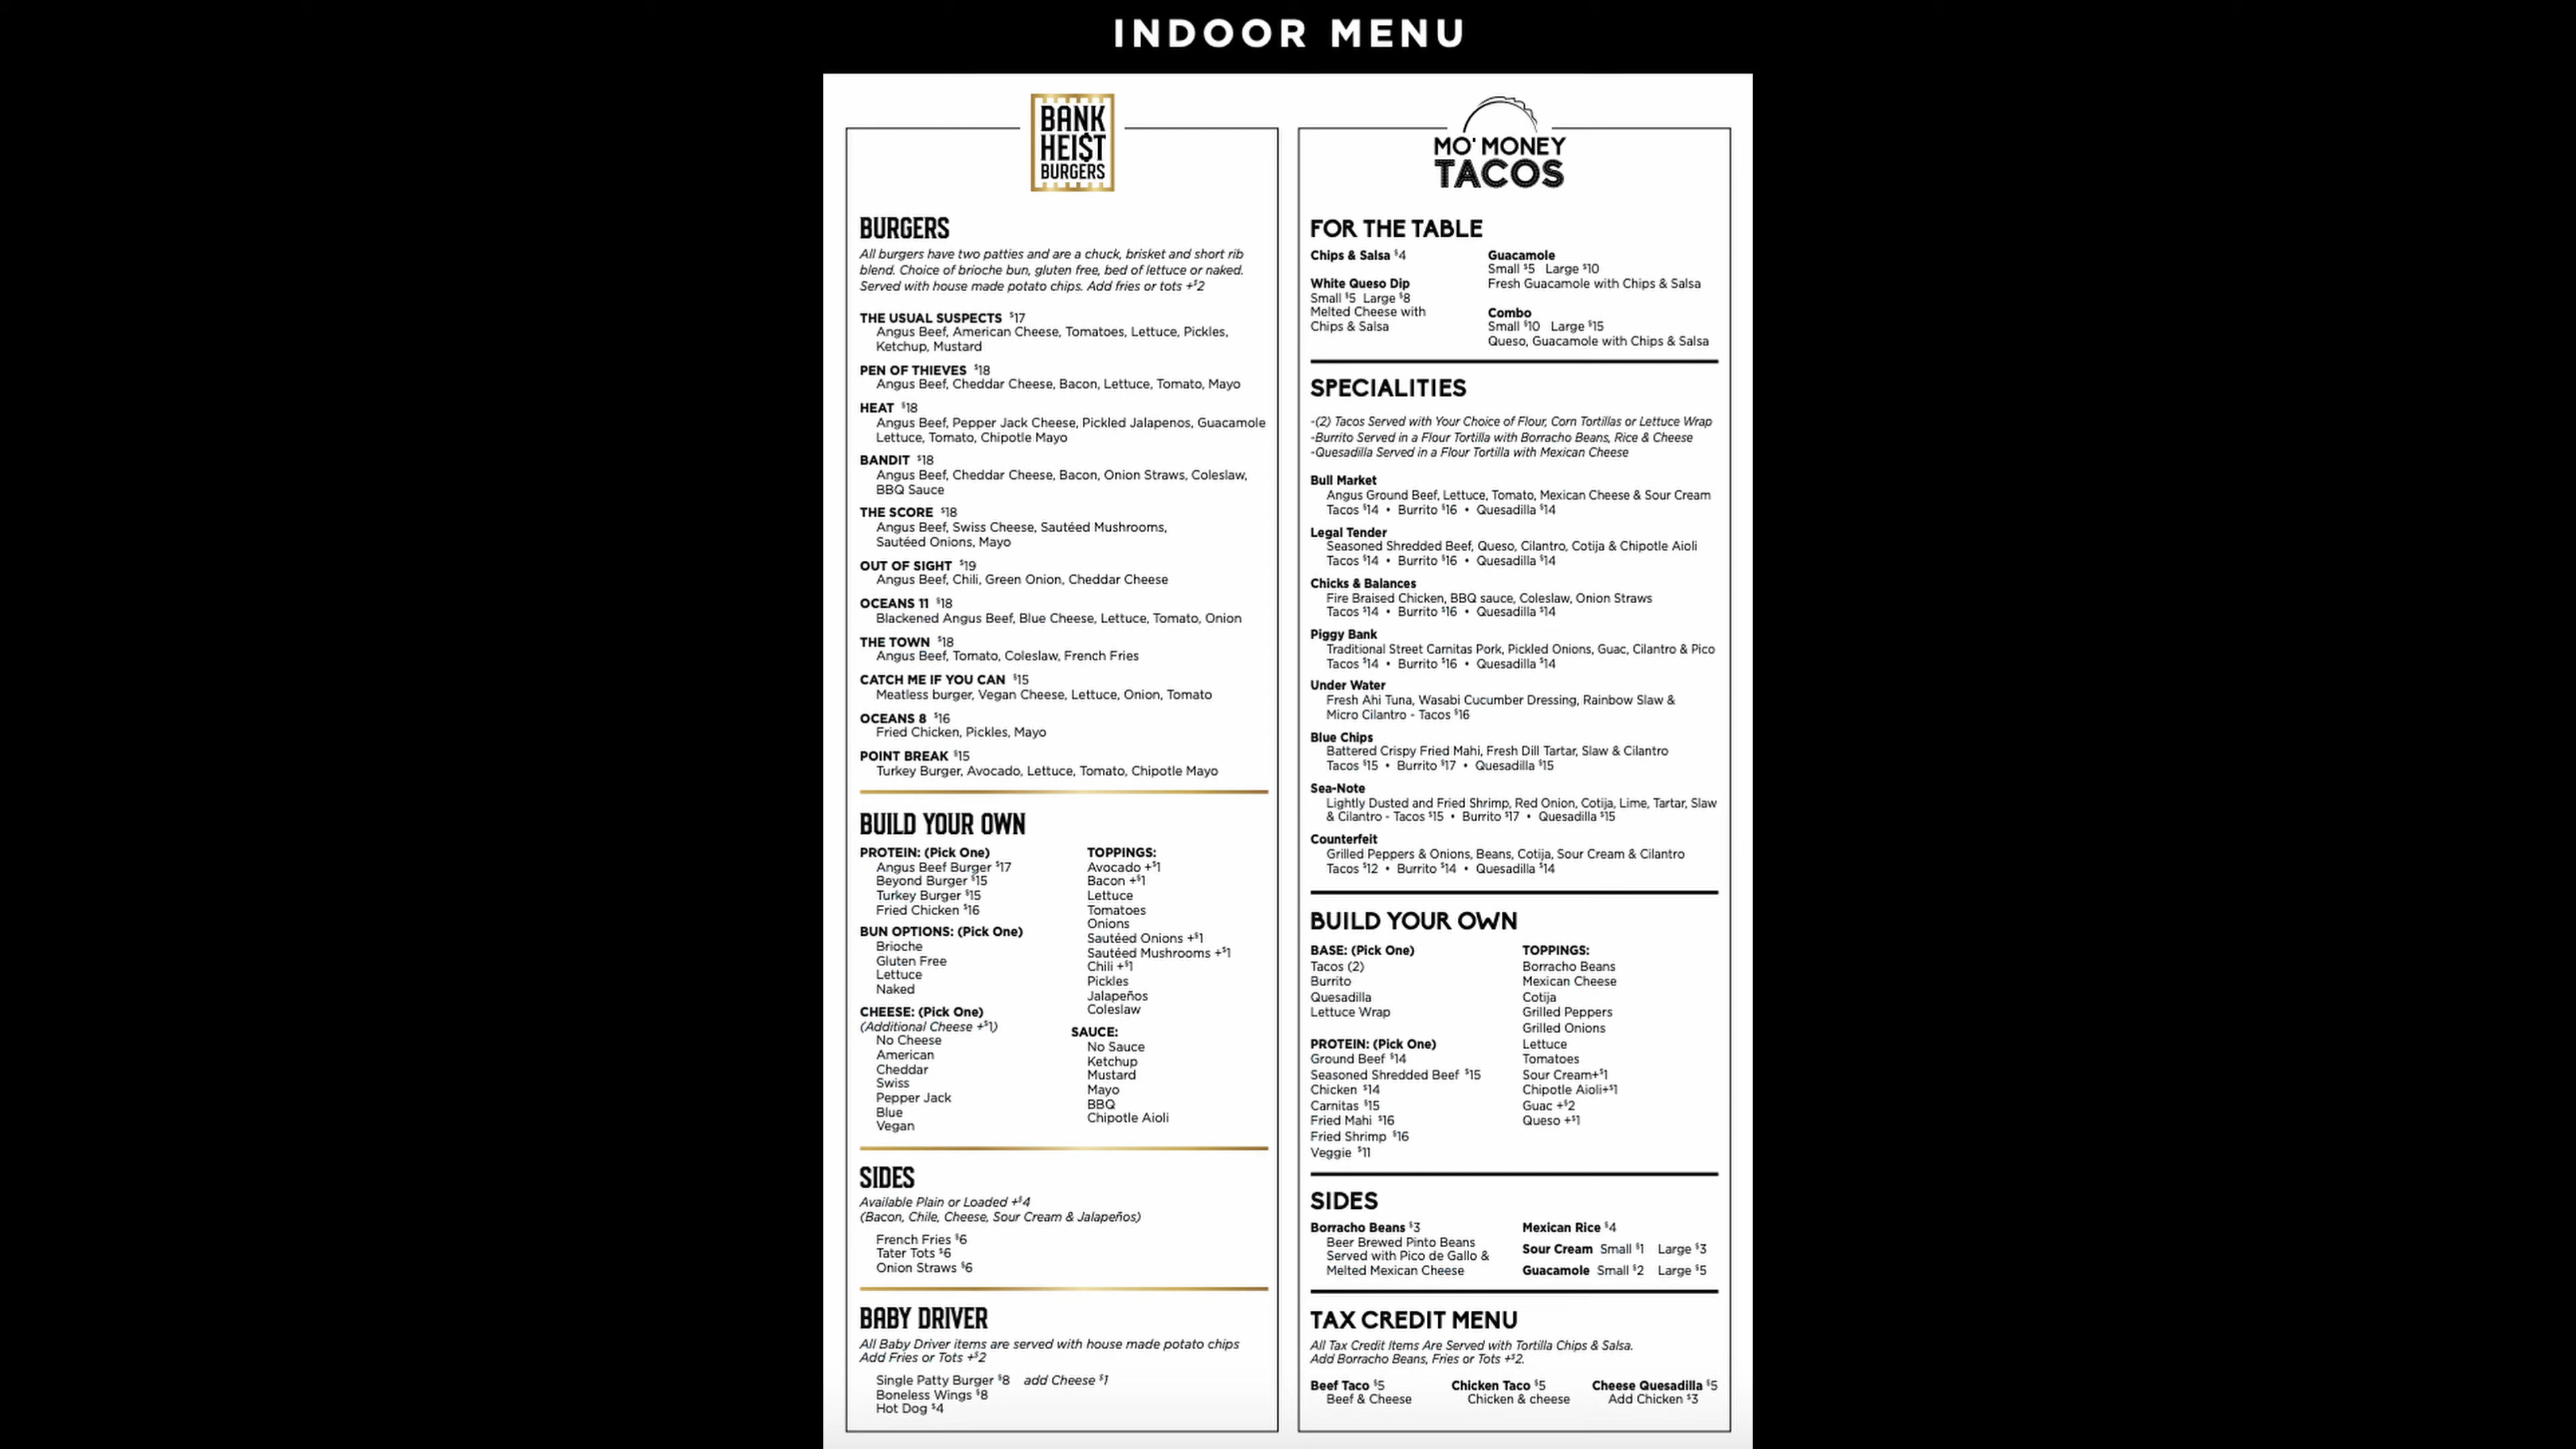 INDOOR MENU
BANK
HEI$T
BURGERS
BURGERS
All burgers have two patties and are a chuck, brisket and short rib
blend. Choice of brioche bun, gluten free, bed of lettuce or naked.
Served with house made potato chips. Add fries or tots +$2
THE USUAL SUSPECTS $17
Angus Beef, American Cheese, Tomatoes, Lettuce, Pickles,
Ketchup, Mustard
PEN OF THIEVES $18
Angus Beef, Cheddar Cheese, Bacon, Lettuce, Tomato, Mayo
HEAT $18
Angus Beef, Pepper Jack Cheese, Pickled Jalapenos, Guacamole
Lettuce, Tomato, Chipotle Mayo
BANDIT $18
Angus Beef, Cheddar Cheese, Bacon, Onion Straws, Coleslaw,
BBQ Sauce
THE SCORE $18
Angus Beef, Swiss Cheese, Sautéed Mushrooms,
Sautéed Onions, Mayo
OUT OF SIGHT $19
Angus Beef, Chili, Green Onion, Cheddar Cheese
OCEANS 11 $18
Blackened Angus Beef, Blue Cheese, Lettuce, Tomato, Onion
THE TOWN $18
Angus Beef, Tomato, Coleslaw, French Fries
CATCH ME IF YOU CAN $15
Meatless burger, Vegan Cheese, Lettuce, Onion, Tomato
OCEANS 8 $16
Fried Chicken, Pickles, Mayo
POINT BREAK $15
Turkey Burger, Avocado, Lettuce, Tomato, Chipotle Mayo
BUILD YOUR OWN
PROTEIN: (Pick One)
Angus Beef Burger $17
Beyond Burger $15
Turkey Burger $15
Fried Chicken $16
BUN OPTIONS: (Pick One)
Brioche
Gluten Free
Lettuce
Naked
CHEESE: (Pick One)
(Additional Cheese +$1)
No Cheese
American
Cheddar
Swiss
Pepper Jack
Blue
Vegan
TOPPINGS:
Avocado +$1
Bacon +$1
Lettuce
Tomatoes
Onions
Sautéed Onions +$1
Sautéed Mushrooms +$1
Chili +$1
Pickles
Jalapeños
Coleslaw
SAUCE:
No Sauce
Ketchup
Mustard
Mayo
BBQ
Chipotle Aioli
SIDES
Available Plain or Loaded +$4
(Bacon, Chile, Cheese, Sour Cream & Jalapeños)
French Fries $6
Tater Tots $6
Onion Straws $6
BABY DRIVER
All Baby Driver items are served with house made potato chips
Add Fries or Tots +$2
Single Patty Burger $8 add Cheese $1
Boneless Wings $8
Hot Dog $4
MO' MONEY
TACOS
FOR THE TABLE
Chips & Salsa $4
White Queso Dip
Small $5 Large $8
Melted Cheese with
Chips & Salsa
Guacamole
Small $5 Large $10
Fresh Guacamole with Chips & Salsa
Combo
Small $10 Large $15
Queso, Guacamole with Chips & Salsa
SPECIALITIES
-(2) Tacos Served with Your Choice of Flour, Corn Tortillas or Lettuce Wrap
-Burrito Served in a Flour Tortilla with Borracho Beans, Rice & Cheese
-Quesadilla Served in a Flour Tortilla with Mexican Cheese
Bull Market
Angus Ground Beef, Lettuce, Tomato, Mexican Cheese & Sour Cream
Tacos $14 • Burrito $16 • Quesadilla $14
Legal Tender
Seasoned Shredded Beef, Queso, Cilantro, Cotija & Chipotle Aioli
Tacos $14 • Burrito $16 • Quesadilla $14
Chicks & Balances
Fire Braised Chicken, BBQ sauce, Coleslaw, Onion Straws
Tacos $14 • Burrito $16 • Quesadilla $14
Piggy Bank
Traditional Street Carnitas Pork, Pickled Onions, Guac, Cilantro & Pico
Tacos $14 • Burrito $16 • Quesadilla $14
Under Water
Fresh Ahi Tuna, Wasabi Cucumber Dressing, Rainbow Slaw &
Micro Cilantro - Tacos $16
Blue Chips
Battered Crispy Fried Mahi, Fresh Dill Tartar, Slaw & Cilantro
Tacos $15 • Burrito $17 • Quesadilla $15
Sea-Note
Lightly Dusted and Fried Shrimp, Red Onion, Cotija, Lime, Tartar, Slaw
& Cilantro - Tacos $15 • Burrito $17 • Quesadilla $15
Counterfeit
Grilled Peppers & Onions, Beans, Cotija, Sour Cream & Cilantro
Tacos $12 • Burrito $14 • Quesadilla $14
BUILD YOUR OWN
BASE: (Pick One)
Tacos (2)
Burrito
Quesadilla
Lettuce Wrap
PROTEIN: (Pick One)
Ground Beef $14
Seasoned Shredded Beef $15
Chicken $14
Carnitas $15
Fried Mahi $16
Fried Shrimp $16
Veggie $11
TOPPINGS:
Borracho Beans
Mexican Cheese
Cotija
Grilled Peppers
Grilled Onions
Lettuce
Tomatoes
Sour Cream+$1
Chipotle Aioli+$1
Guac +$2
Queso +$1
SIDES
Borracho Beans $3
Beer Brewed Pinto Beans
Served with Pico de Gallo &
Melted Mexican Cheese
Mexican Rice $4
Sour Cream Small $1 Large $3
Guacamole Small $2 Large $5
TAX CREDIT MENU
All Tax Credit Items Are Served with Tortilla Chips & Salsa.
Add Borracho Beans, Fries or Tots +$2.
Beef Taco $5
Beef & Cheese
Chicken Taco $5
Chicken & cheese
Cheese Quesadilla $5
Add Chicken $3